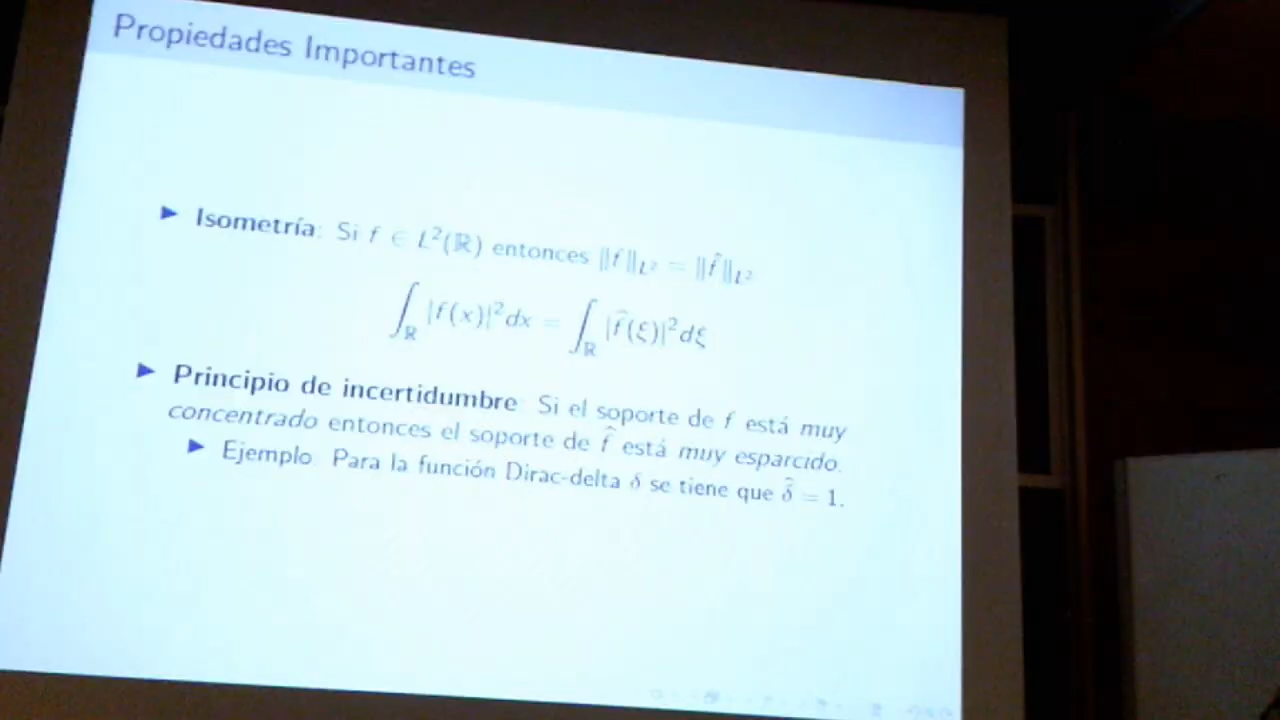 Propiedades Importantes
▶ Isometría: Si f ∈ L²(ℝ) entonces ‖f‖_{L²} = ‖f̂‖_{L²}
∫_ℝ |f(x)|² dx = ∫_ℝ |f̂(ξ)|² dξ
▶ Principio de incertidumbre: Si el soporte de f está muy
concentrado entonces el soporte de f̂ está muy esparcido.
▶ Ejemplo: Para la función Dirac-delta δ se tiene que δ̂ = 1.